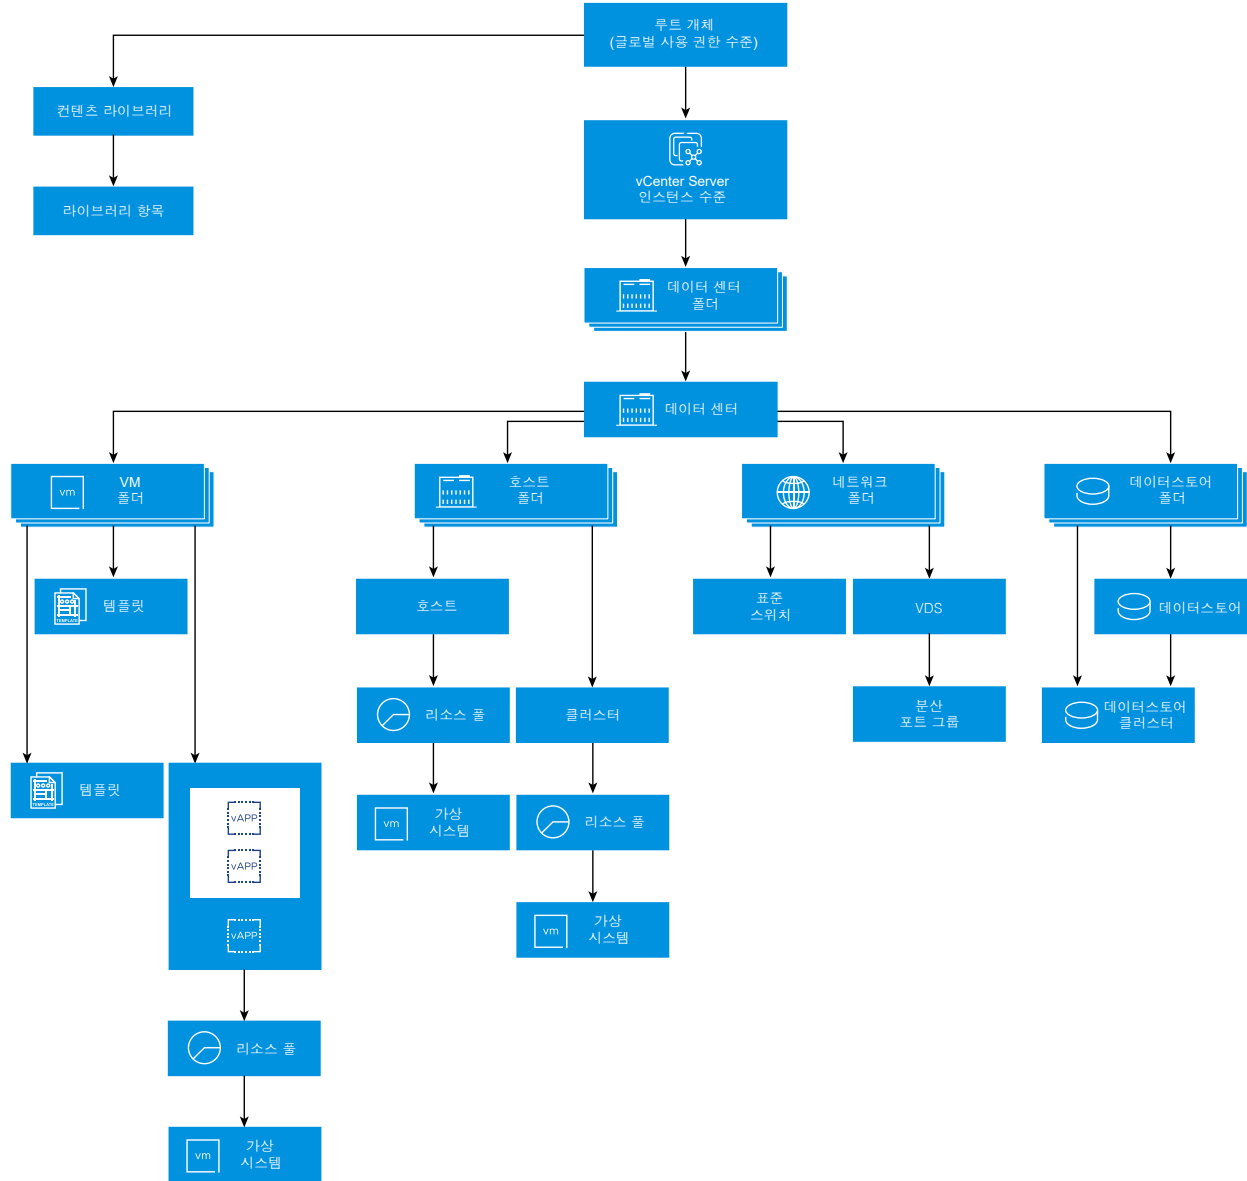 루트 개체
(글로벌 사용 권한 수준)
컨텐츠 라이브러리
라이브러리 항목
vCenter Server
인스턴스 수준
데이터 센터
폴더
데이터 센터
vm
VM
폴더
호스트
폴더
네트워크
폴더
데이터스토어
폴더
TEMPLATE
템플릿
호스트
표준
스위치
VDS
데이터스토어
리소스 풀
클러스터
분산
포트 그룹
데이터스토어
클러스터
TEMPLATE
템플릿
vAPP
vAPP
vAPP
vm
가상
시스템
리소스 풀
vm
가상
시스템
리소스 풀
vm
가상
시스템